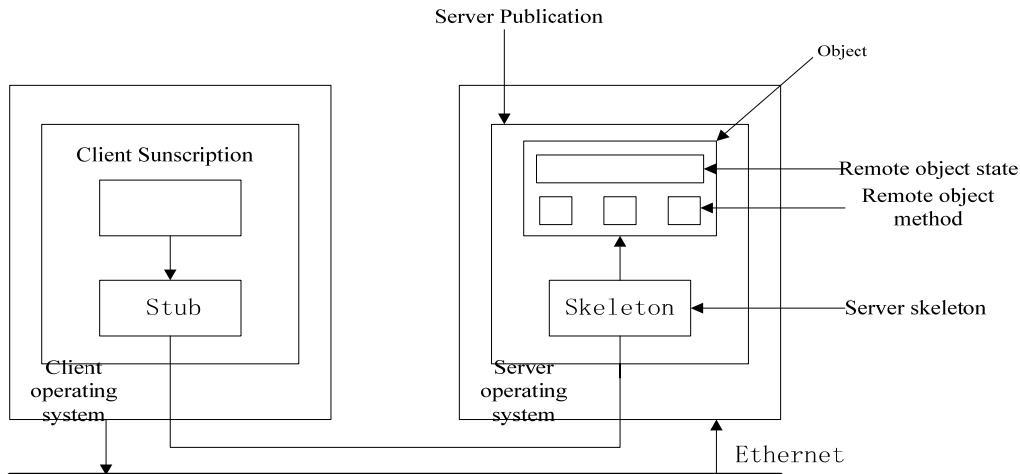 Server Publication
Object
Client Sunscription
Remote object state
Remote object
method
Stub
Skeleton
Server skeleton
Client
operating
system
Server
operating
system
Ethernet